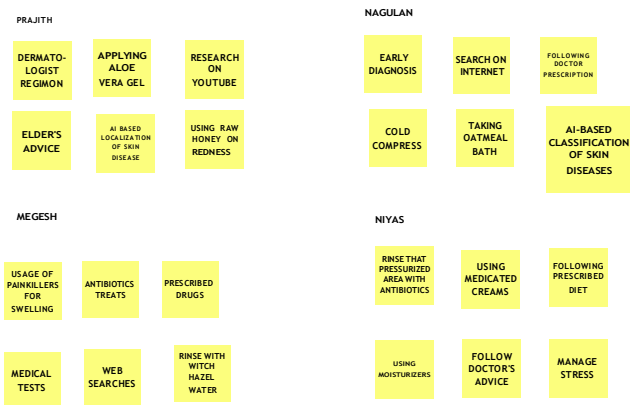 PRAJITH
DERMATO-
LOGIST
REGIMON
APPLYING
ALOE
VERA GEL
RESEARCH
ON
YOUTUBE
ELDER'S
ADVICE
AI BASED
LOCALIZATION
OF SKIN
DISEASE
USING RAW
HONEY ON
REDNESS
NAGULAN
EARLY
DIAGNOSIS
SEARCH ON
INTERNET
FOLLOWING
DOCTOR
PRESCRIPTION
COLD
COMPRESS
TAKING
OATMEAL
BATH
AI-BASED
CLASSIFICATION
OF SKIN
DISEASES
MEGESH
USAGE OF
PAINKILLERS
FOR
SWELLING
ANTIBIOTICS
TREATS
PRESCRIBED
DRUGS
MEDICAL
TESTS
WEB
SEARCHES
RINSE WITH
WITCH
HAZEL
WATER
NIYAS
RINSE THAT
PRESSURIZED
AREA WITH
ANTIBIOTICS
USING
MEDICATED
CREAMS
FOLLOWING
PRESCRIBED
DIET
USING
MOISTURIZERS
FOLLOW
DOCTOR'S
ADVICE
MANAGE
STRESS